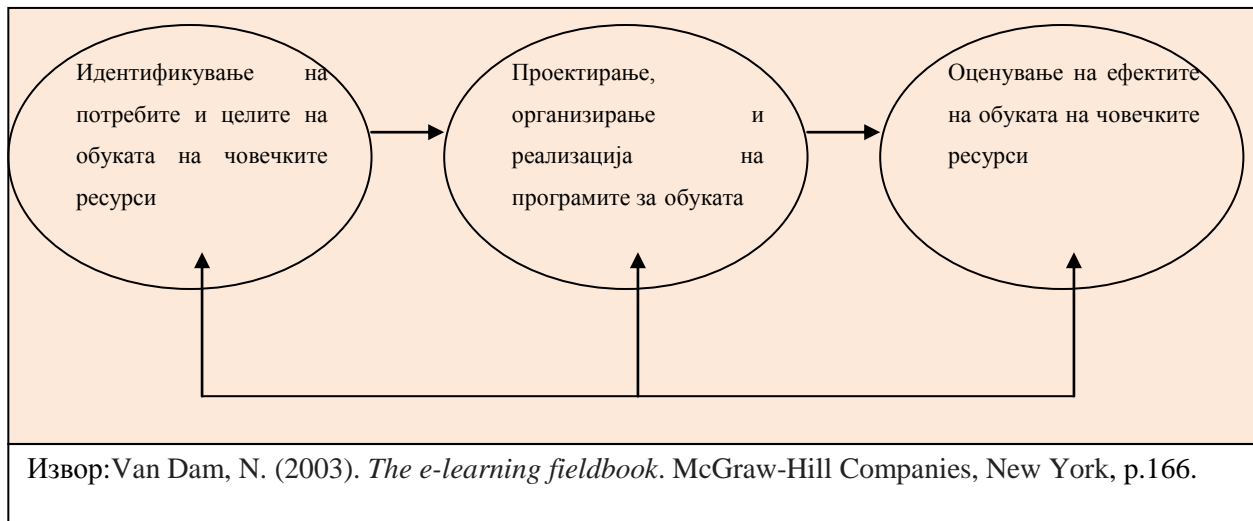 Идентификување на
потребите и целите на
обуката на човечките
ресурси
Проектирање,
организирање и
реализација на
програмите за обуката
Оценување на ефектите
на обуката на човечките
ресурси
Извор:Van Dam, N. (2003). The e-learning fieldbook. McGraw-Hill Companies, New York, p.166.